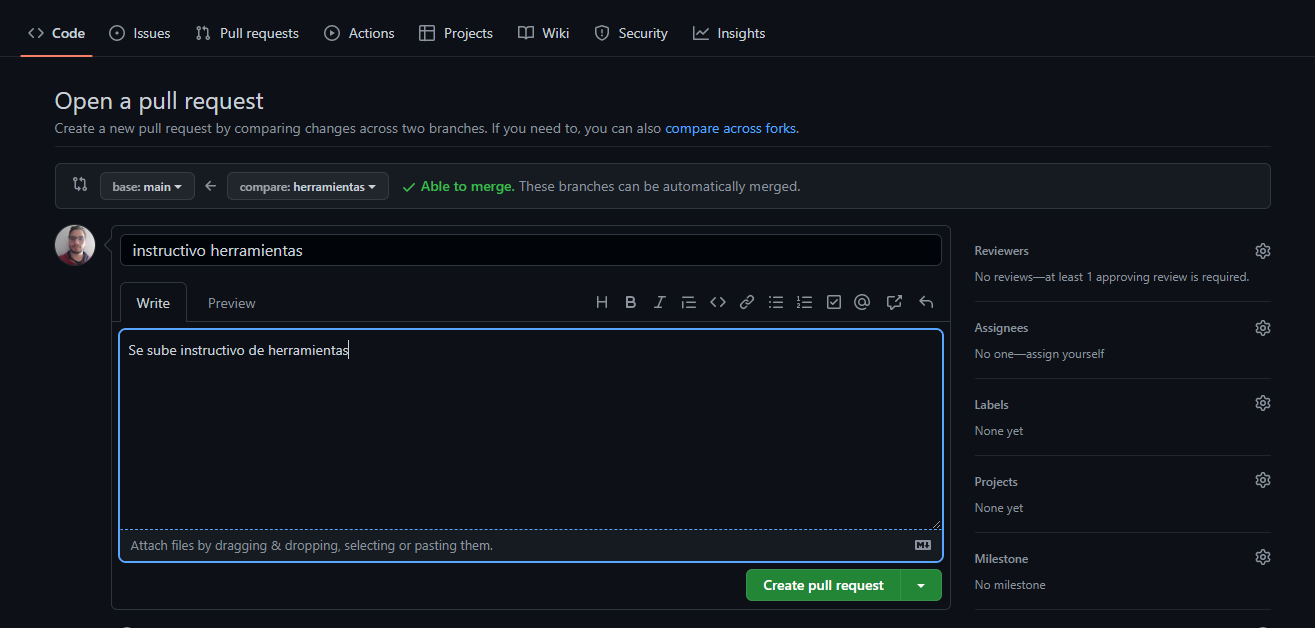 Code Issues Pull requests Actions Projects Wiki Security Insights
Open a pull request
Create a new pull request by comparing changes across two branches. If you need to, you can also compare across forks.
base: main compare: herramientas Able to merge. These branches can be automatically merged.
instructivo herramientas
Write Preview
Se sube instructivo de herramientas
Attach files by dragging & dropping, selecting or pasting them.
Create pull request
Reviewers
No reviews—at least 1 approving review is required.
Assignees
No one—assign yourself
Labels
None yet
Projects
None yet
Milestone
No milestone